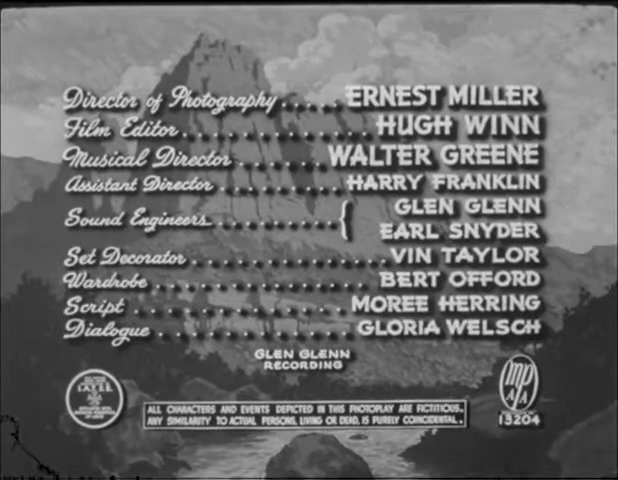 Director of Photography . . . . . ERNEST MILLER
Film Editor . . . . . . . . . . . . HUGH WINN
Musical Director . . . . . . WALTER GREENE
Assistant Director . . . . . . . . HARRY FRANKLIN
Sound Engineers . . . . . . . . { GLEN GLENN
EARL SNYDER
Set Decorator . . . . . . . . . . . . . VIN TAYLOR
Wardrobe . . . . . . . . . . . . . . BERT OFFORD
Script . . . . . . . . . . . . . . MOREE HERRING
Dialogue . . . . . . . . . . . . GLORIA WELSCH
GLEN GLENN
RECORDING
I.A.T.S.E.
MP
A A
13204
ALL CHARACTERS AND EVENTS DEPICTED IN THIS PHOTOPLAY ARE FICTITIOUS.
ANY SIMILARITY TO ACTUAL PERSONS, LIVING OR DEAD, IS PURELY COINCIDENTAL.